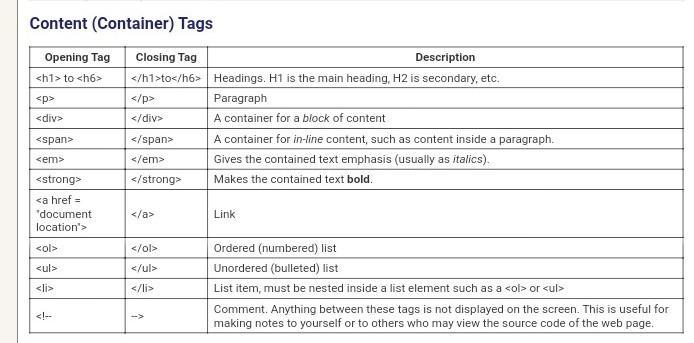 Content (Container) Tags
Opening Tag Closing Tag Description
<h1> to <h6> </h1>to</h6> Headings. H1 is the main heading, H2 is secondary, etc.
<p> </p> Paragraph
<div> </div> A container for a block of content
<span> </span> A container for in-line content, such as content inside a paragraph.
<em> </em> Gives the contained text emphasis (usually as italics).
<strong> </strong> Makes the contained text bold.
<a href =
"document
location"> </a> Link
<ol> </ol> Ordered (numbered) list
<ul> </ul> Unordered (bulleted) list
<li> </li> List item, must be nested inside a list element such as a <ol> or <ul>
<!-- --> Comment. Anything between these tags is not displayed on the screen. This is useful for
making notes to yourself or to others who may view the source code of the web page.